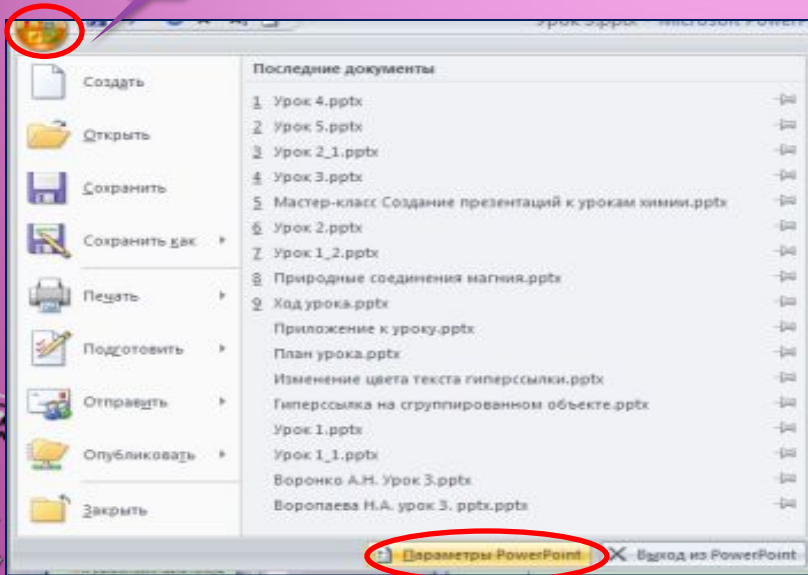 Урок 5.pptx - Microsoft PowerP
Создать
Открыть
Сохранить
Сохранить как
Печать
Подготовить
Отправить
Опубликовать
Закрыть
Последние документы
1 Урок 4.pptx
2 Урок 5.pptx
3 Урок 2_1.pptx
4 Урок 3.pptx
5 Мастер-класс Создание презентаций к урокам химии.pptx
6 Урок 2.pptx
7 Урок 1_2.pptx
8 Природные соединения магния.pptx
9 Ход урока.pptx
Приложение к уроку.pptx
План урока.pptx
Изменение цвета текста гиперссылки.pptx
Гиперссылка на сгруппированном объекте.pptx
Урок 1.pptx
Урок 1_1.pptx
Воронко А.Н. Урок 3.pptx
Воропаева Н.А. урок 3. pptx.pptx
Параметры PowerPoint
Выход из PowerPoint